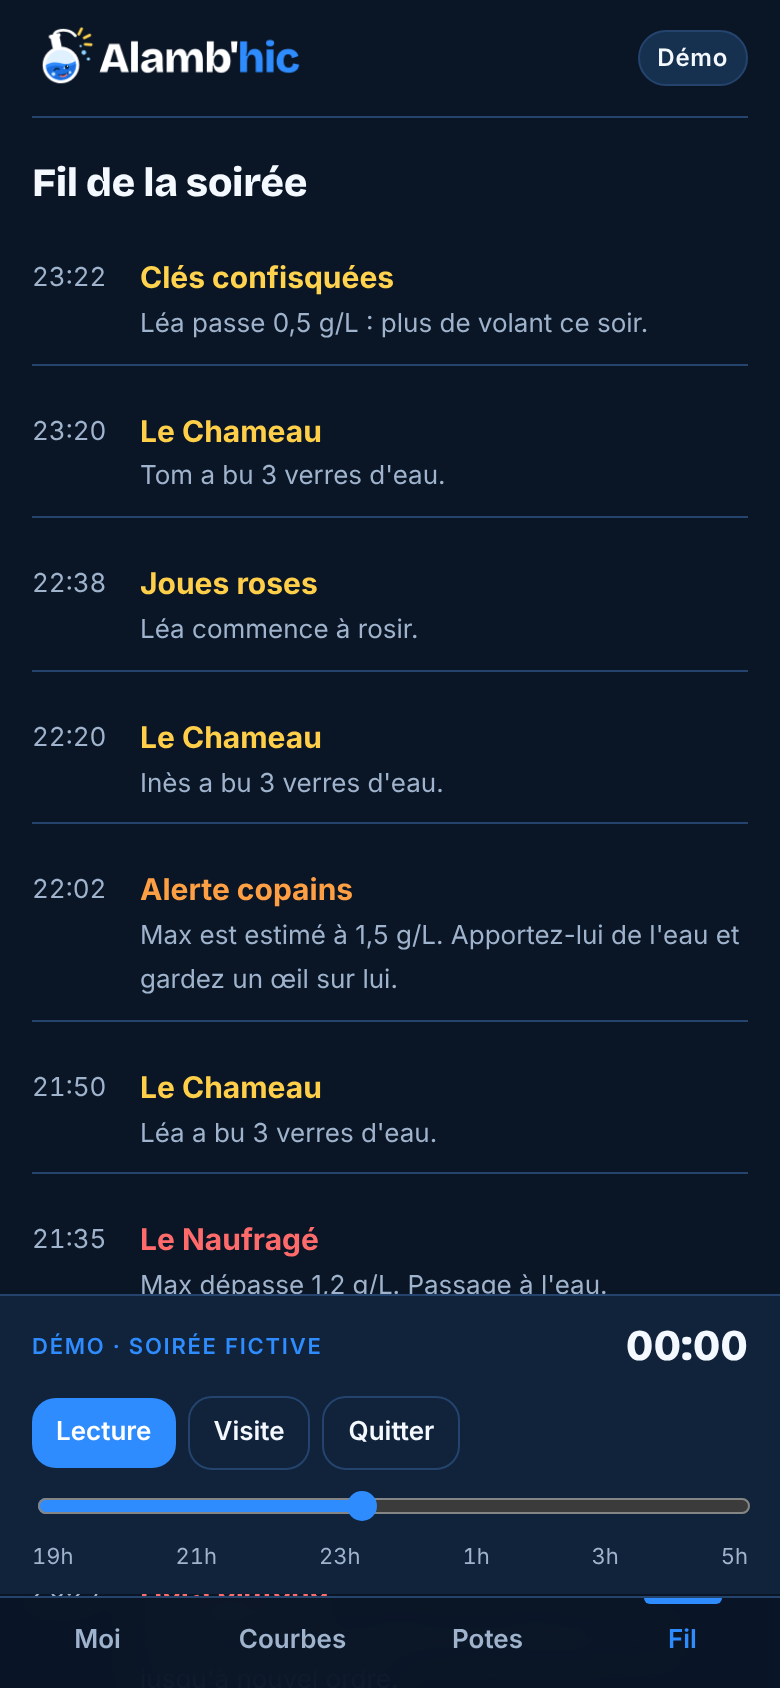 Alamb'hic
Démo
Fil de la soirée
23:22
Clés confisquées
Léa passe 0,5 g/L : plus de volant ce soir.
23:20
Le Chameau
Tom a bu 3 verres d'eau.
22:38
Joues roses
Léa commence à rosir.
22:20
Le Chameau
Inès a bu 3 verres d'eau.
22:02
Alerte copains
Max est estimé à 1,5 g/L. Apportez-lui de l'eau et
gardez un œil sur lui.
21:50
Le Chameau
Léa a bu 3 verres d'eau.
21:35
Le Naufragé
Max dépasse 1,2 g/L. Passage à l'eau.
DÉMO · SOIRÉE FICTIVE
00:00
Lecture
Visite
Quitter
19h 21h 23h 1h 3h 5h
Moi Courbes Potes Fil
jusqu'à nouvel ordre.